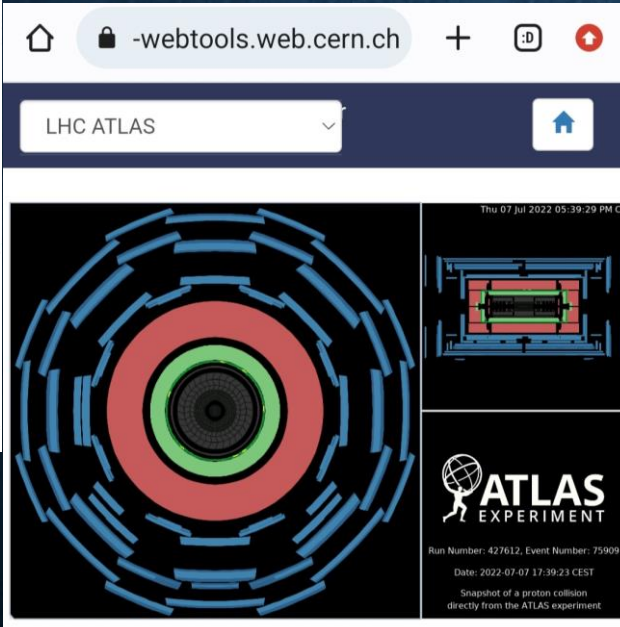 -webtools.web.cern.ch
:D
LHC ATLAS
Thu 07 Jul 2022 05:39:29 PM C
ATLAS
EXPERIMENT
Run Number: 427612, Event Number: 75909
Date: 2022-07-07 17:39:23 CEST
Snapshot of a proton collision
directly from the ATLAS experiment